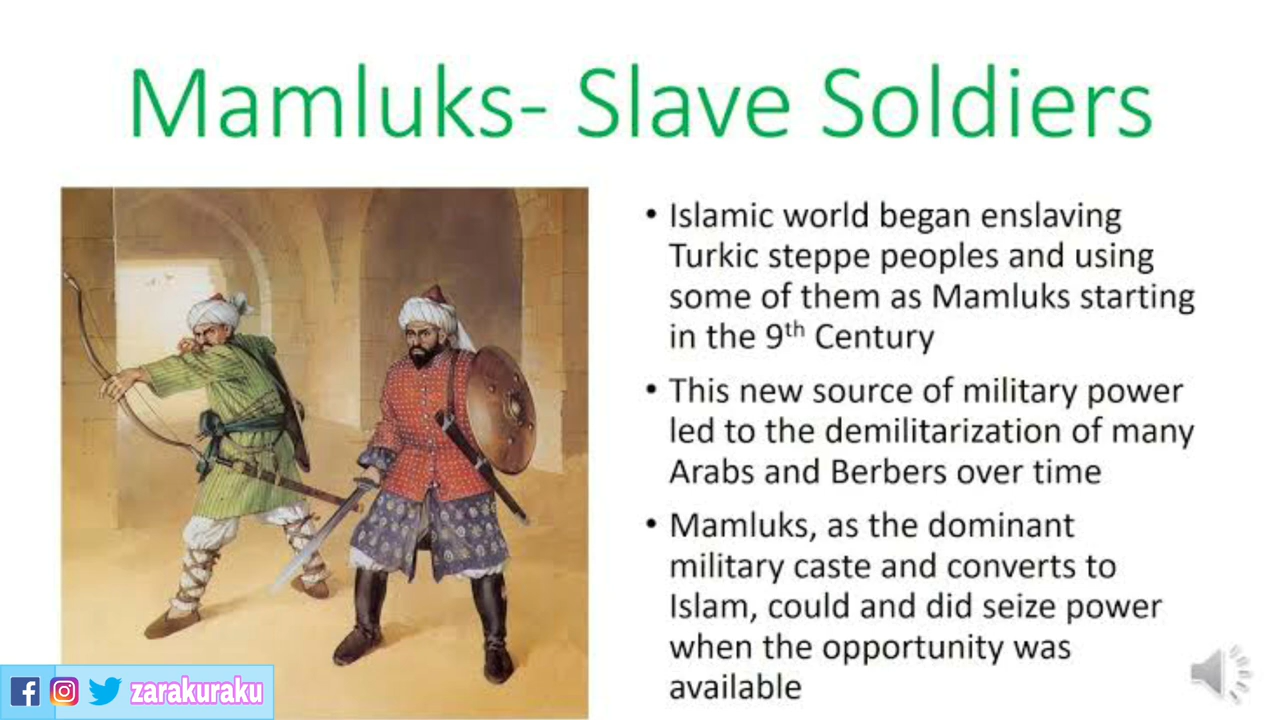 Mamluks- Slave Soldiers
• Islamic world began enslaving
Turkic steppe peoples and using
some of them as Mamluks starting
in the 9th Century
• This new source of military power
led to the demilitarization of many
Arabs and Berbers over time
• Mamluks, as the dominant
military caste and converts to
Islam, could and did seize power
when the opportunity was
available
zarakuraku